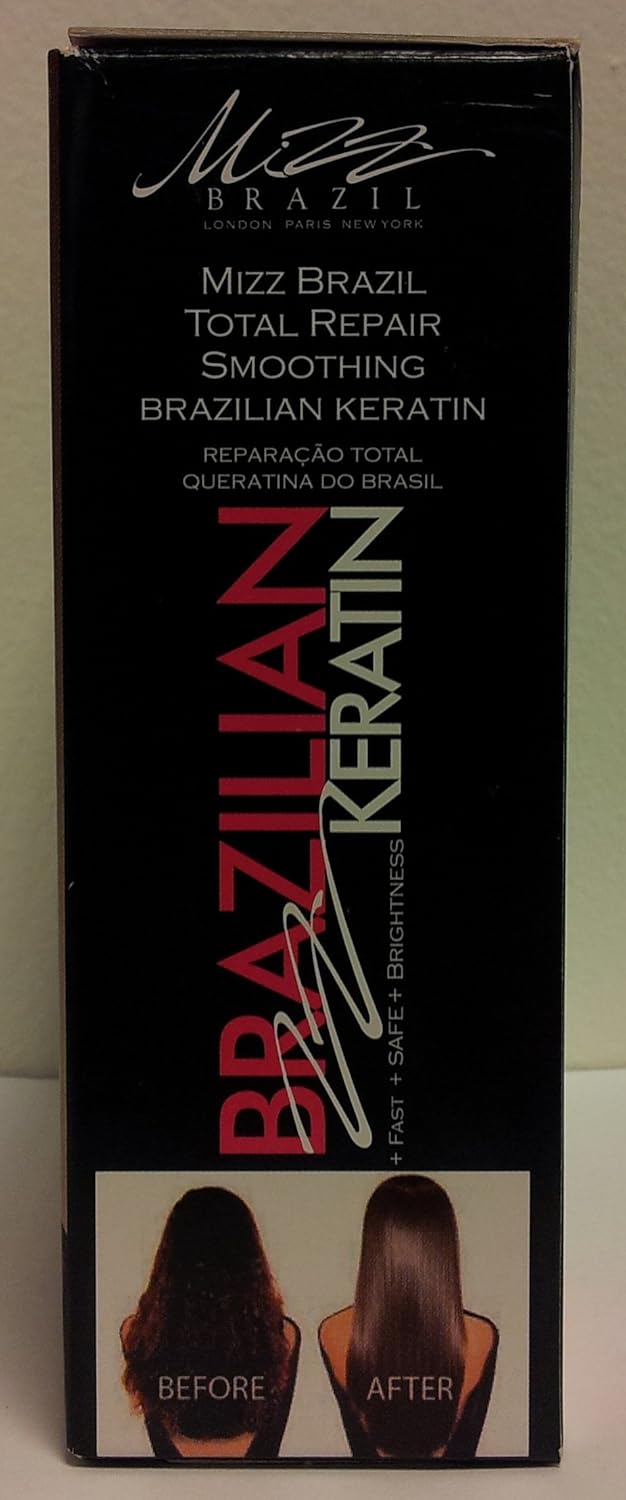 Mizz
BRAZIL
LONDON PARIS NEW YORK
MIZZ BRAZIL
TOTAL REPAIR
SMOOTHING
BRAZILIAN KERATIN
REPARAÇÃO TOTAL
QUERATINA DO BRASIL
BRAZILIAN
KERATIN
+ FAST + SAFE + BRIGHTNESS
BEFORE
AFTER